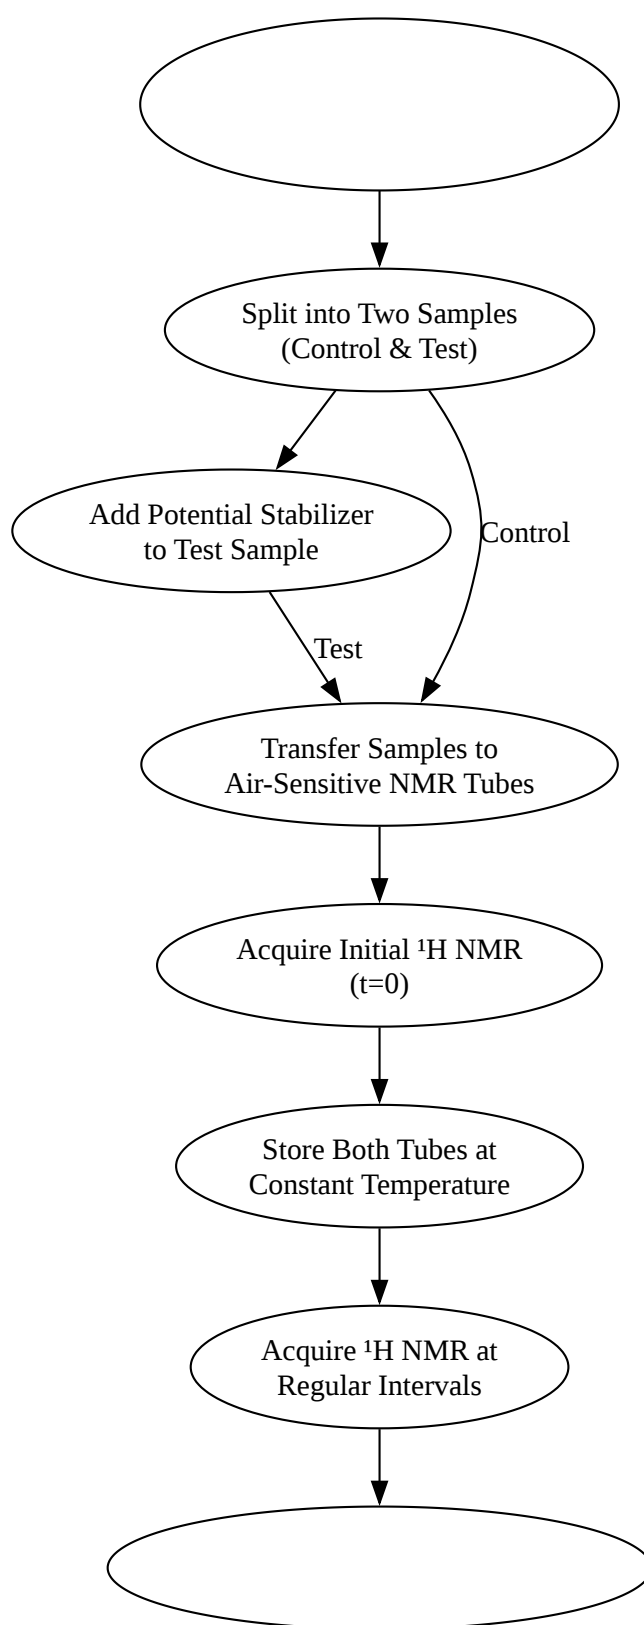 Split into Two Samples
(Control & Test)
Add Potential Stabilizer
to Test Sample
Control
Test
Transfer Samples to
Air-Sensitive NMR Tubes
Acquire Initial ¹H NMR
(t=0)
Store Both Tubes at
Constant Temperature
Acquire ¹H NMR at
Regular Intervals